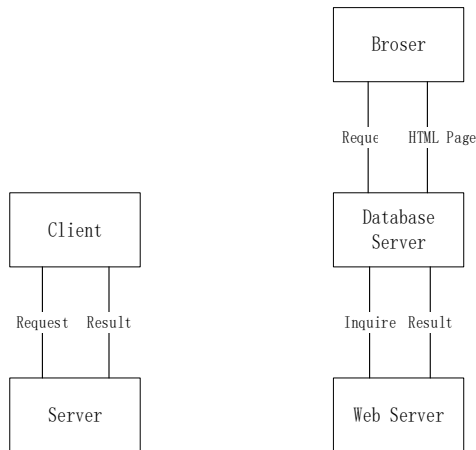 Broser
Reque
HTML Page
Client
Database
Server
Request
Result
Inquire
Result
Server
Web Server